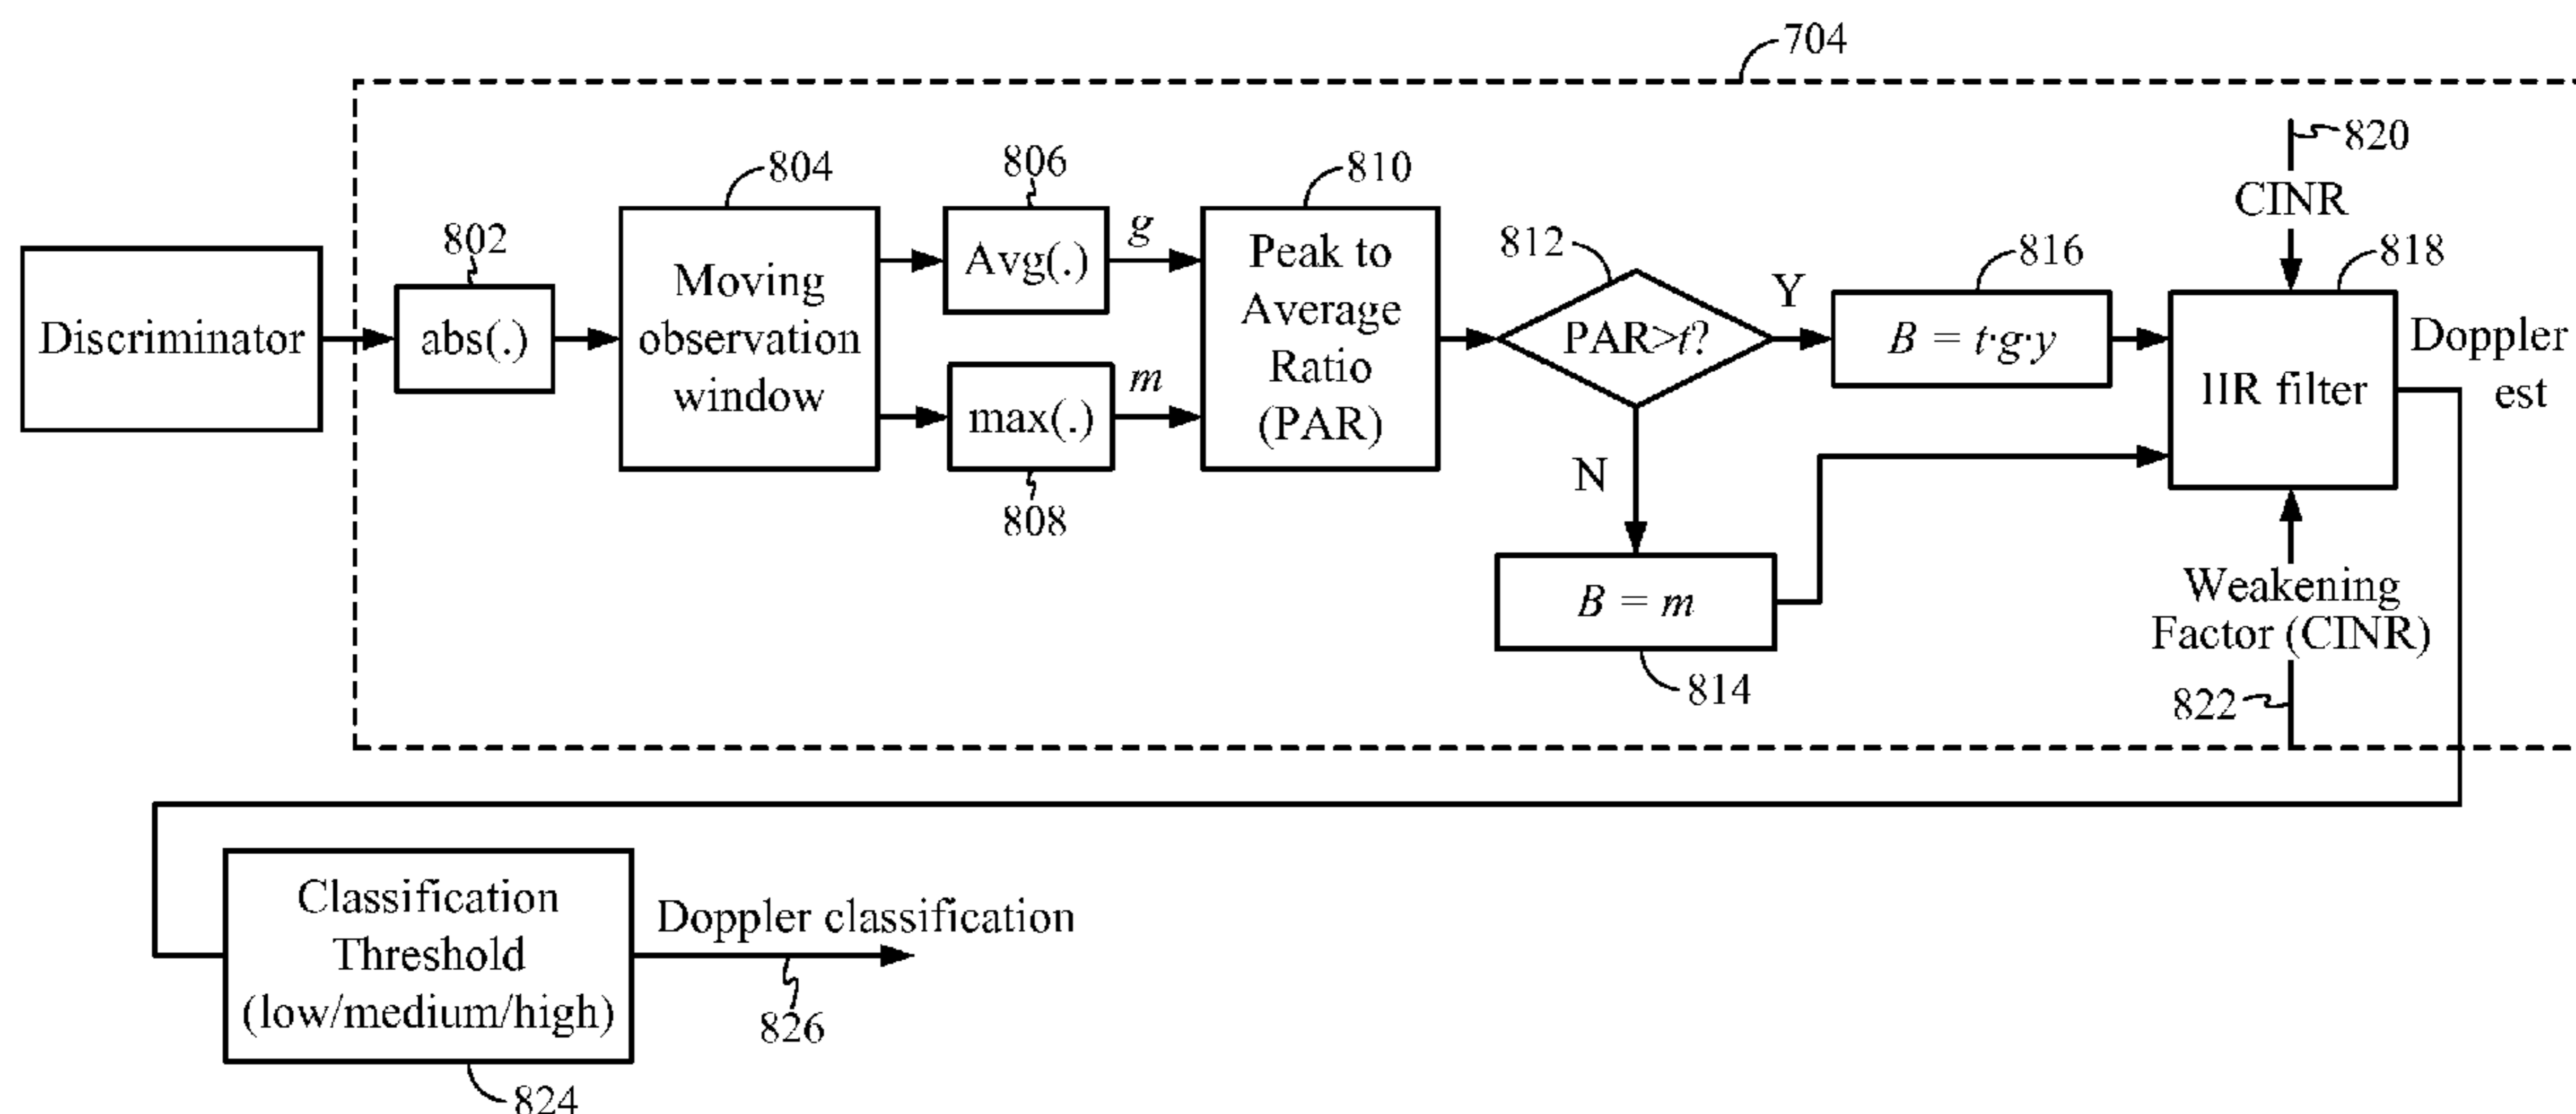 704
820
CINR
804
806
810
802
g
812
816
818
Discriminator
abs(.)
Moving
observation
window
Avg(.)
max(.)
m
808
Peak to
Average
Ratio
(PAR)
PAR>t?
Y
N
B = t·g·y
B = m
814
IIR filter
Doppler
est
Weakening
Factor (CINR)
822
Classification
Threshold
(low/medium/high)
824
Doppler classification
826